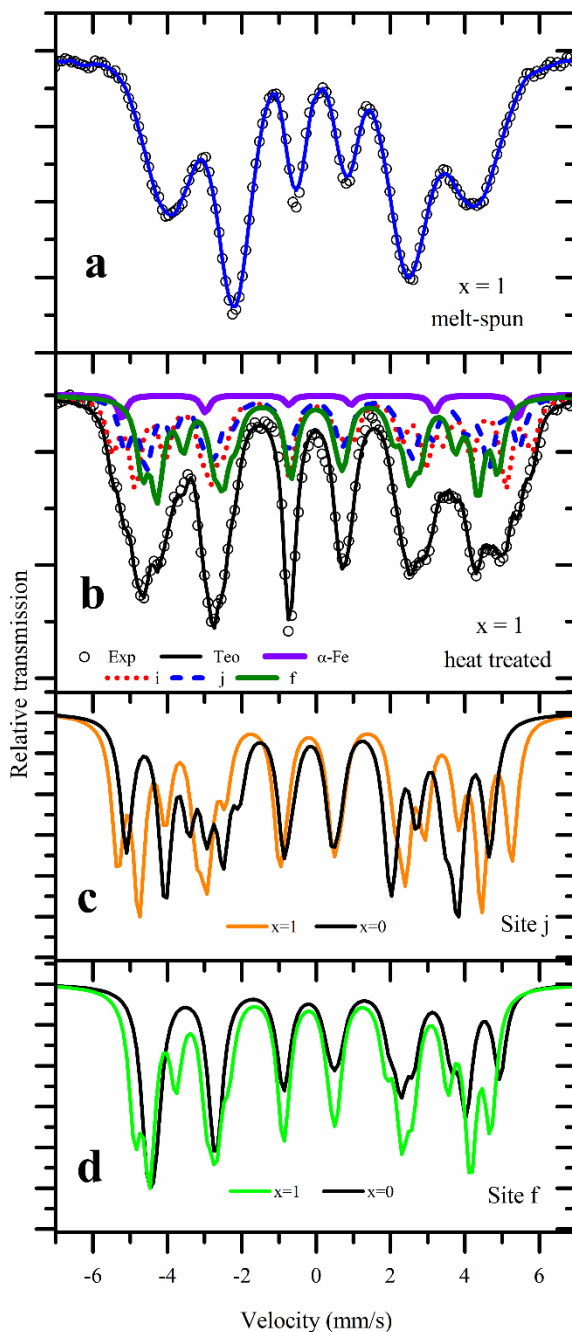 a
x = 1
melt-spun
b
x = 1
Exp Teo α-Fe
heat treated
i j f
c
x=1 x=0
Site j
d
x=1 x=0
Site f
Relative transmission
-6 -4 -2 0 2 4 6
Velocity (mm/s)